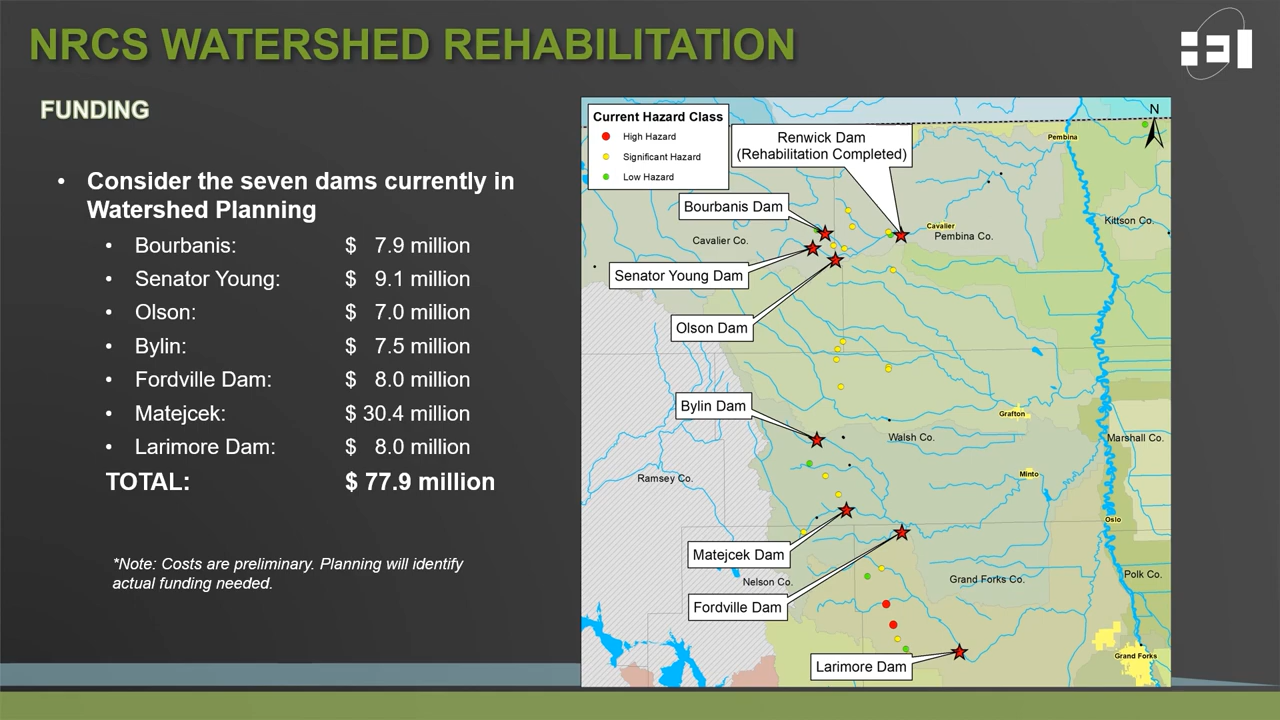 NRCS WATERSHED REHABILITATION
FUNDING
• Consider the seven dams currently in
Watershed Planning
• Bourbanis: $ 7.9 million
• Senator Young: $ 9.1 million
• Olson: $ 7.0 million
• Bylin: $ 7.5 million
• Fordville Dam: $ 8.0 million
• Matejcek: $ 30.4 million
• Larimore Dam: $ 8.0 million
TOTAL: $ 77.9 million
*Note: Costs are preliminary. Planning will identify
actual funding needed.
Current Hazard Class
High Hazard
Significant Hazard
Low Hazard
Renwick Dam
(Rehabilitation Completed)
N
Pembina
Bourbanis Dam
Kittson Co.
Cavalier
Cavalier Co.
Pembina Co.
Senator Young Dam
Olson Dam
Bylin Dam
Grafton
Walsh Co.
Marshall Co.
Ramsey Co.
Minto
Oslo
Matejcek Dam
Nelson Co.
Grand Forks Co.
Polk Co.
Fordville Dam
Grand Forks
Larimore Dam